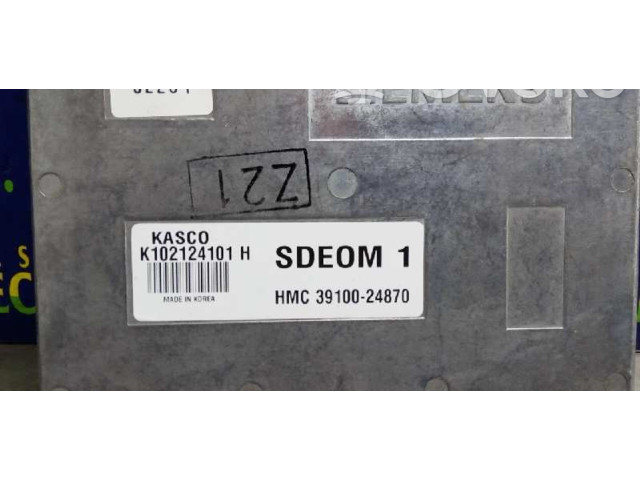 Z21
KASCO
K102124101 H
MADE IN KOREA
SDEOM 1
HMC 39100-24870